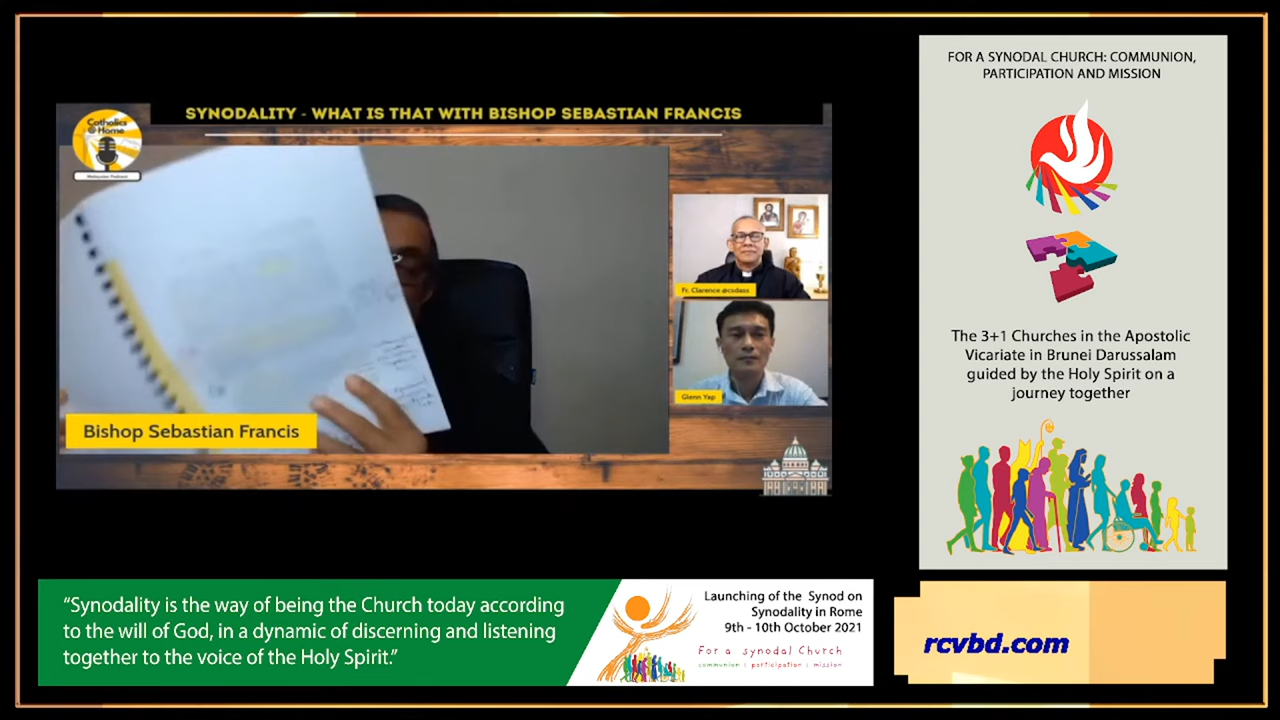 SYNODALITY - WHAT IS THAT WITH BISHOP SEBASTIAN FRANCIS
Catholics
@ Home
Malaysian Podcast
Fr. Clarence @csdass
Glenn Yap
Bishop Sebastian Francis
FOR A SYNODAL CHURCH: COMMUNION,
PARTICIPATION AND MISSION
The 3+1 Churches in the Apostolic
Vicariate in Brunei Darussalam
guided by the Holy Spirit on a
journey together
“Synodality is the way of being the Church today according
to the will of God, in a dynamic of discerning and listening
together to the voice of the Holy Spirit.”
Launching of the Synod on
Synodality in Rome
9th - 10th October 2021
For a synodal Church
communion | participation | mission
rcvbd.com